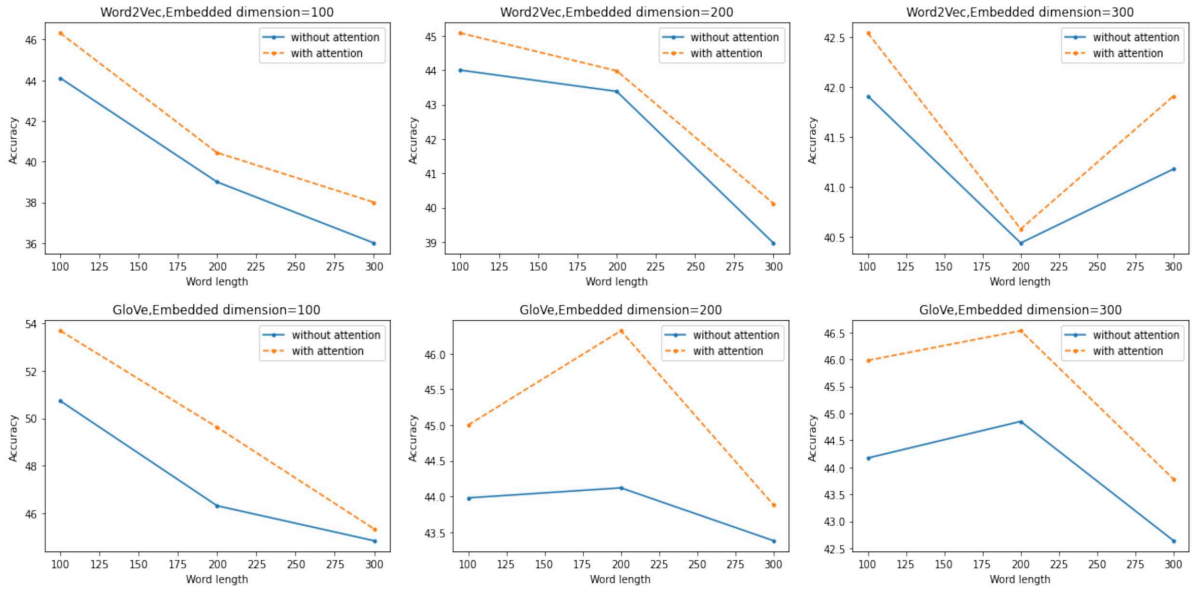 Word2Vec,Embedded dimension=100
46
44
42
40
38
36
Accuracy
without attention
with attention
100 125 150 175 200 225 250 275 300
Word length
Word2Vec,Embedded dimension=200
45
44
43
42
41
40
39
Accuracy
without attention
with attention
100 125 150 175 200 225 250 275 300
Word length
Word2Vec,Embedded dimension=300
42.5
42.0
41.5
41.0
40.5
Accuracy
without attention
with attention
100 125 150 175 200 225 250 275 300
Word length
GloVe,Embedded dimension=100
54
52
50
48
46
Accuracy
without attention
with attention
100 125 150 175 200 225 250 275 300
Word length
GloVe,Embedded dimension=200
46.0
45.5
45.0
44.5
44.0
43.5
Accuracy
without attention
with attention
100 125 150 175 200 225 250 275 300
Word length
GloVe,Embedded dimension=300
46.5
46.0
45.5
45.0
44.5
44.0
43.5
43.0
42.5
Accuracy
without attention
with attention
100 125 150 175 200 225 250 275 300
Word length